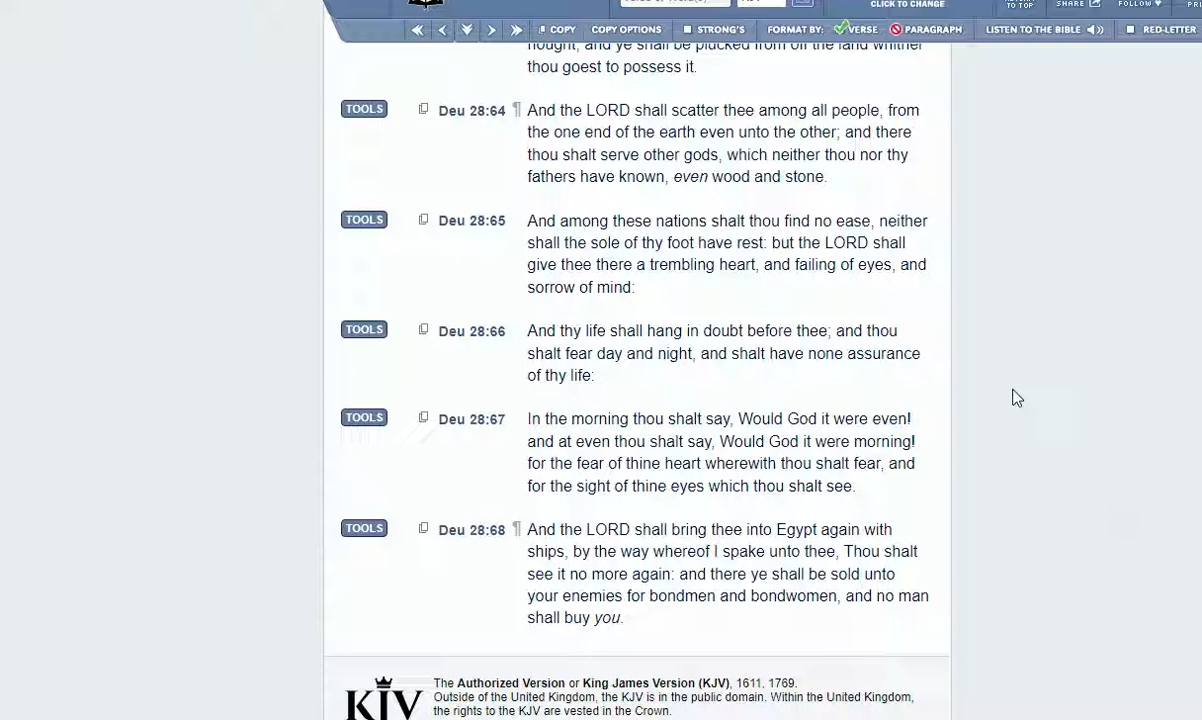 CLICK TO CHANGE
TO TOP
SHARE
FOLLOW
COPY
COPY OPTIONS
STRONG'S
FORMAT BY:
VERSE
PARAGRAPH
LISTEN TO THE BIBLE
RED-LETTER
nought; and ye shall be plucked from off the land whither
thou goest to possess it.
TOOLS
Deu 28:64
¶ And the LORD shall scatter thee among all people, from
the one end of the earth even unto the other; and there
thou shalt serve other gods, which neither thou nor thy
fathers have known, even wood and stone.
TOOLS
Deu 28:65
And among these nations shalt thou find no ease, neither
shall the sole of thy foot have rest: but the LORD shall
give thee there a trembling heart, and failing of eyes, and
sorrow of mind:
TOOLS
Deu 28:66
And thy life shall hang in doubt before thee; and thou
shalt fear day and night, and shalt have none assurance
of thy life:
TOOLS
Deu 28:67
In the morning thou shalt say, Would God it were even!
and at even thou shalt say, Would God it were morning!
for the fear of thine heart wherewith thou shalt fear, and
for the sight of thine eyes which thou shalt see.
TOOLS
Deu 28:68
¶ And the LORD shall bring thee into Egypt again with
ships, by the way whereof I spake unto thee, Thou shalt
see it no more again: and there ye shall be sold unto
your enemies for bondmen and bondwomen, and no man
shall buy you.
KJV
The Authorized Version or King James Version (KJV), 1611, 1769.
Outside of the United Kingdom, the KJV is in the public domain. Within the United Kingdom,
the rights to the KJV are vested in the Crown.